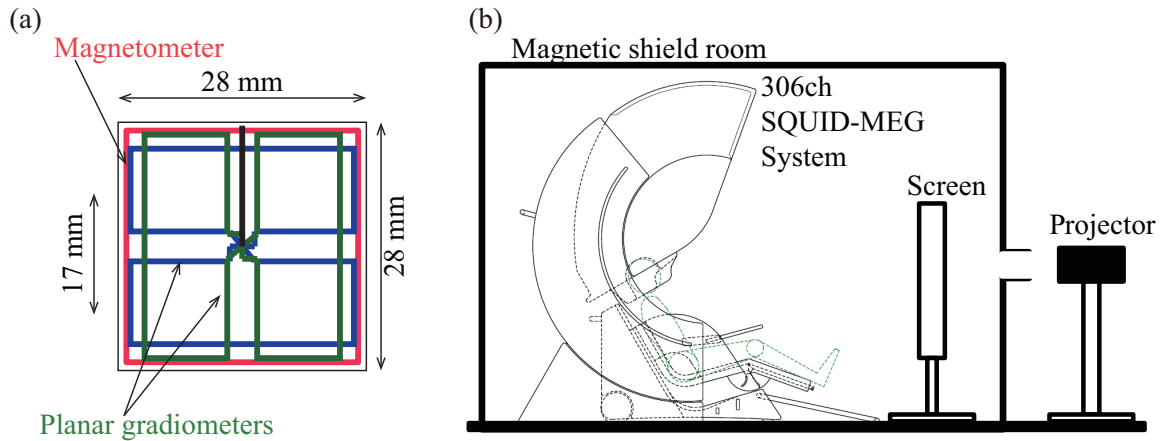 (a)
Magnetometer
28 mm
17 mm
28 mm
Planar gradiometers
(b)
Magnetic shield room
306ch
SQUID-MEG
System
Screen
Projector